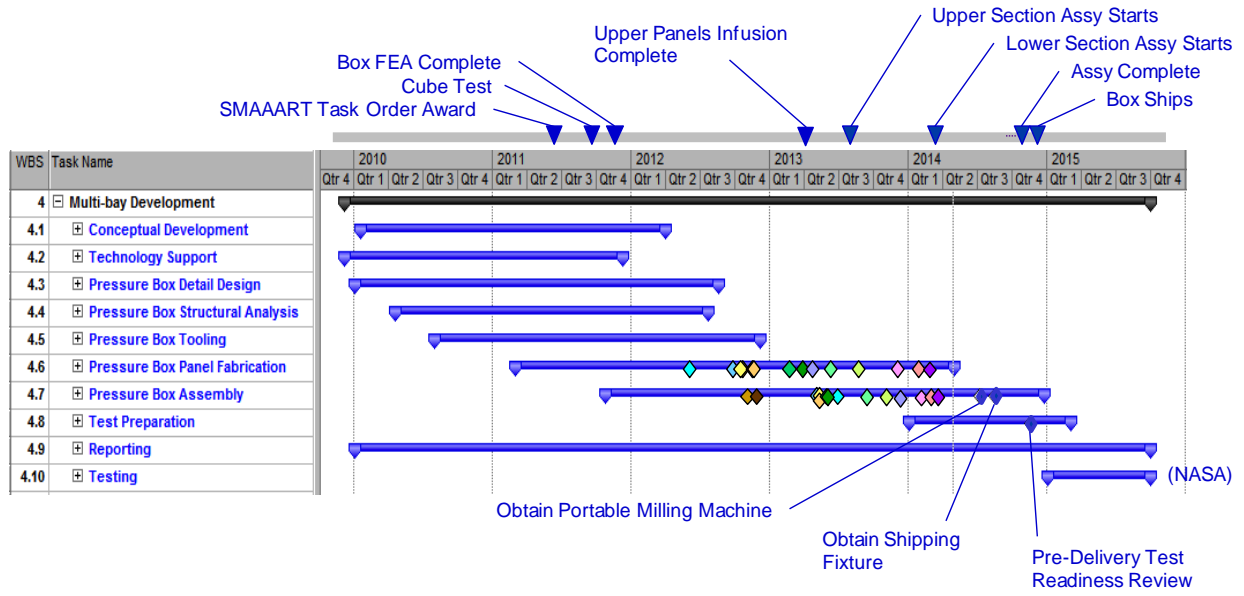 Upper Section Assy Starts
Upper Panels Infusion
Complete
Lower Section Assy Starts
Box FEA Complete
Assy Complete
Cube Test
Box Ships
SMAAART Task Order Award
WBS Task Name
2010 2011 2012 2013 2014 2015
Qtr 4 Qtr 1 Qtr 2 Qtr 3 Qtr 4 Qtr 1 Qtr 2 Qtr 3 Qtr 4 Qtr 1 Qtr 2 Qtr 3 Qtr 4 Qtr 1 Qtr 2 Qtr 3 Qtr 4 Qtr 1 Qtr 2 Qtr 3 Qtr 4 Qtr 1 Qtr 2 Qtr 3 Qtr 4
4 Multi-bay Development
4.1 Conceptual Development
4.2 Technology Support
4.3 Pressure Box Detail Design
4.4 Pressure Box Structural Analysis
4.5 Pressure Box Tooling
4.6 Pressure Box Panel Fabrication
4.7 Pressure Box Assembly
4.8 Test Preparation
4.9 Reporting
4.10 Testing
(NASA)
Obtain Portable Milling Machine
Obtain Shipping
Fixture
Pre-Delivery Test
Readiness Review